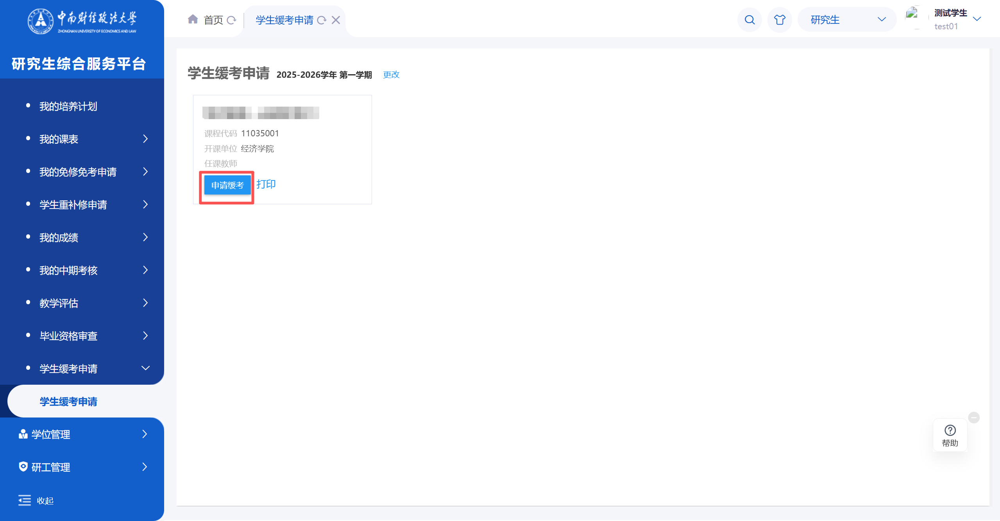 中南财经政法大学
ZHONGNAN UNIVERSITY OF ECONOMICS AND LAW
研究生综合服务平台
我的培养计划
我的课表
我的免修免考申请
学生重补修申请
我的成绩
我的中期考核
教学评估
毕业资格审查
学生缓考申请
学生缓考申请
学位管理
研工管理
收起
首页
学生缓考申请
研究生
测试学生
test01
学生缓考申请 2025-2026学年 第一学期 更改
课程代码 11035001
开课单位 经济学院
任课教师
申请缓考 打印
帮助